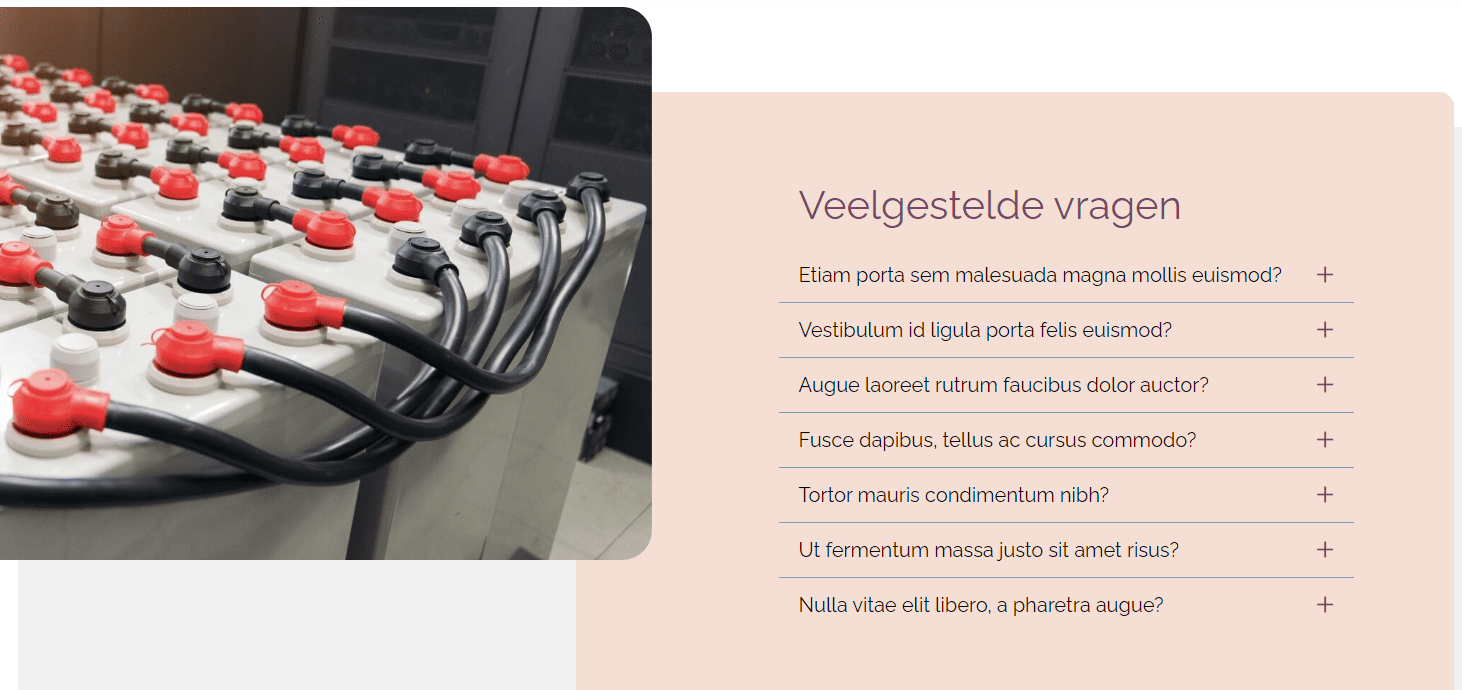 Veelgestelde vragen
Etiam porta sem malesuada magna mollis euismod?
Vestibulum id ligula porta felis euismod?
Augue laoreet rutrum faucibus dolor auctor?
Fusce dapibus, tellus ac cursus commodo?
Tortor mauris condimentum nibh?
Ut fermentum massa justo sit amet risus?
Nulla vitae elit libero, a pharetra augue?